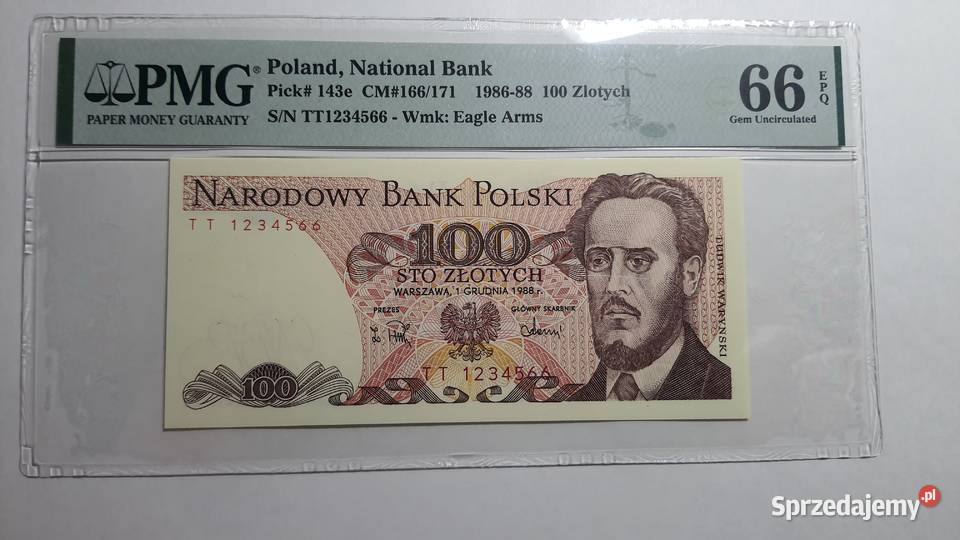 PMG®
PAPER MONEY GUARANTY
Poland, National Bank
Pick# 143e CM#166/171 1986-88 100 Zlotych
S/N TT1234566 - Wmk: Eagle Arms
66 EPQ
Gem Uncirculated
NARODOWY BANK POLSKI
TT 1234566
100
STO ZŁOTYCH
WARSZAWA, 1 GRUDNIA 1988 r.
PREZES GŁÓWNY SKARBNIK
TT 1234566
100
LUDWIK WARYŃSKI
Sprzedajemy.pl